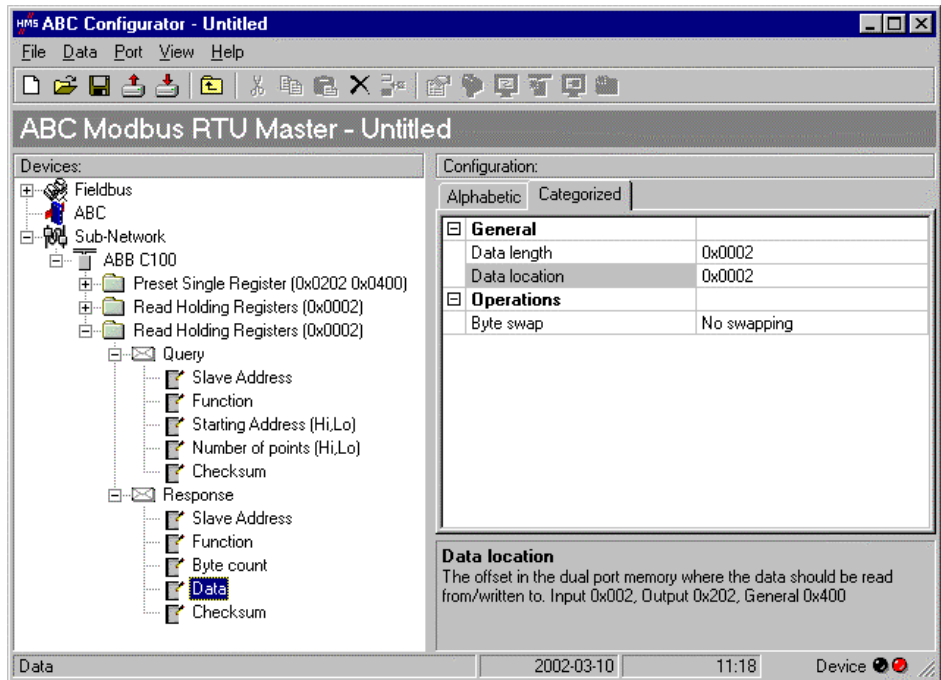 HMS ABC Configurator - Untitled
File Data Port View Help
ABC Modbus RTU Master - Untitled
Devices:
Fieldbus
ABC
Sub-Network
ABB C100
Preset Single Register (0x0202 0x0400)
Read Holding Registers (0x0002)
Read Holding Registers (0x0002)
Query
Slave Address
Function
Starting Address (Hi,Lo)
Number of points (Hi,Lo)
Checksum
Response
Slave Address
Function
Byte count
Data
Checksum
Configuration:
Alphabetic Categorized
General
Data length 0x0002
Data location 0x0002
Operations
Byte swap No swapping
Data location
The offset in the dual port memory where the data should be read
from/written to. Input 0x002, Output 0x202, General 0x400
Data 2002-03-10 11:18 Device